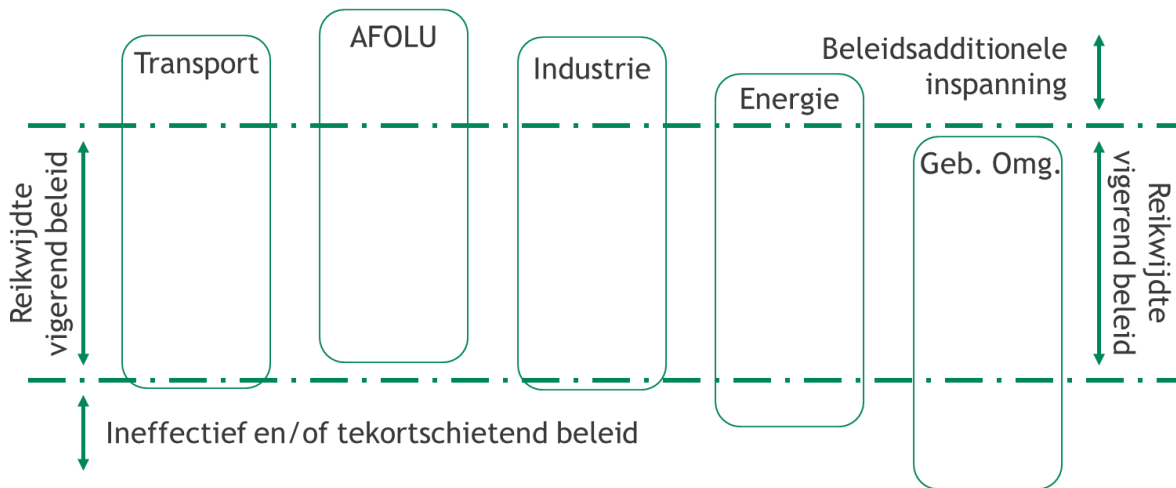 Transport
AFOLU
Industrie
Energie
Geb. Omg.
Beleidsadditionele
inspanning
Reikwijdte
vigerend beleid
Reikwijdte
vigerend beleid
Ineffectief en/of tekortschietend beleid